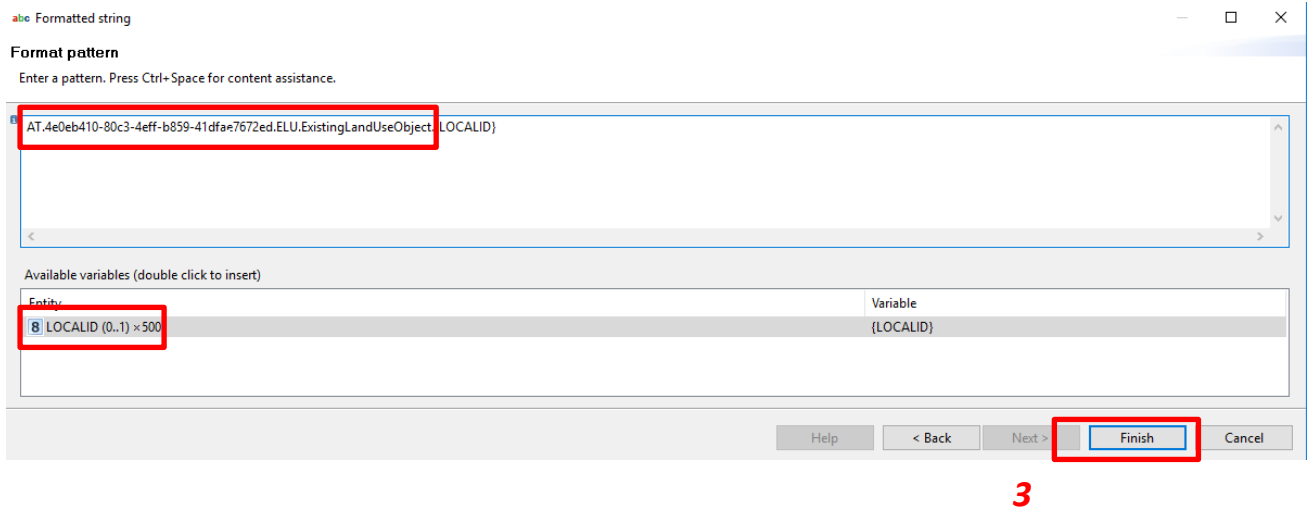 abc Formatted string
Format pattern
Enter a pattern. Press Ctrl+Space for content assistance.
AT.4e0eb410-80c3-4eff-b859-41dfae7672ed.ELU.ExistingLandUseObject.{LOCALID}
Available variables (double click to insert)
Entity Variable
8 LOCALID (0..1) ×500 {LOCALID}
Help < Back Next > Finish Cancel
3